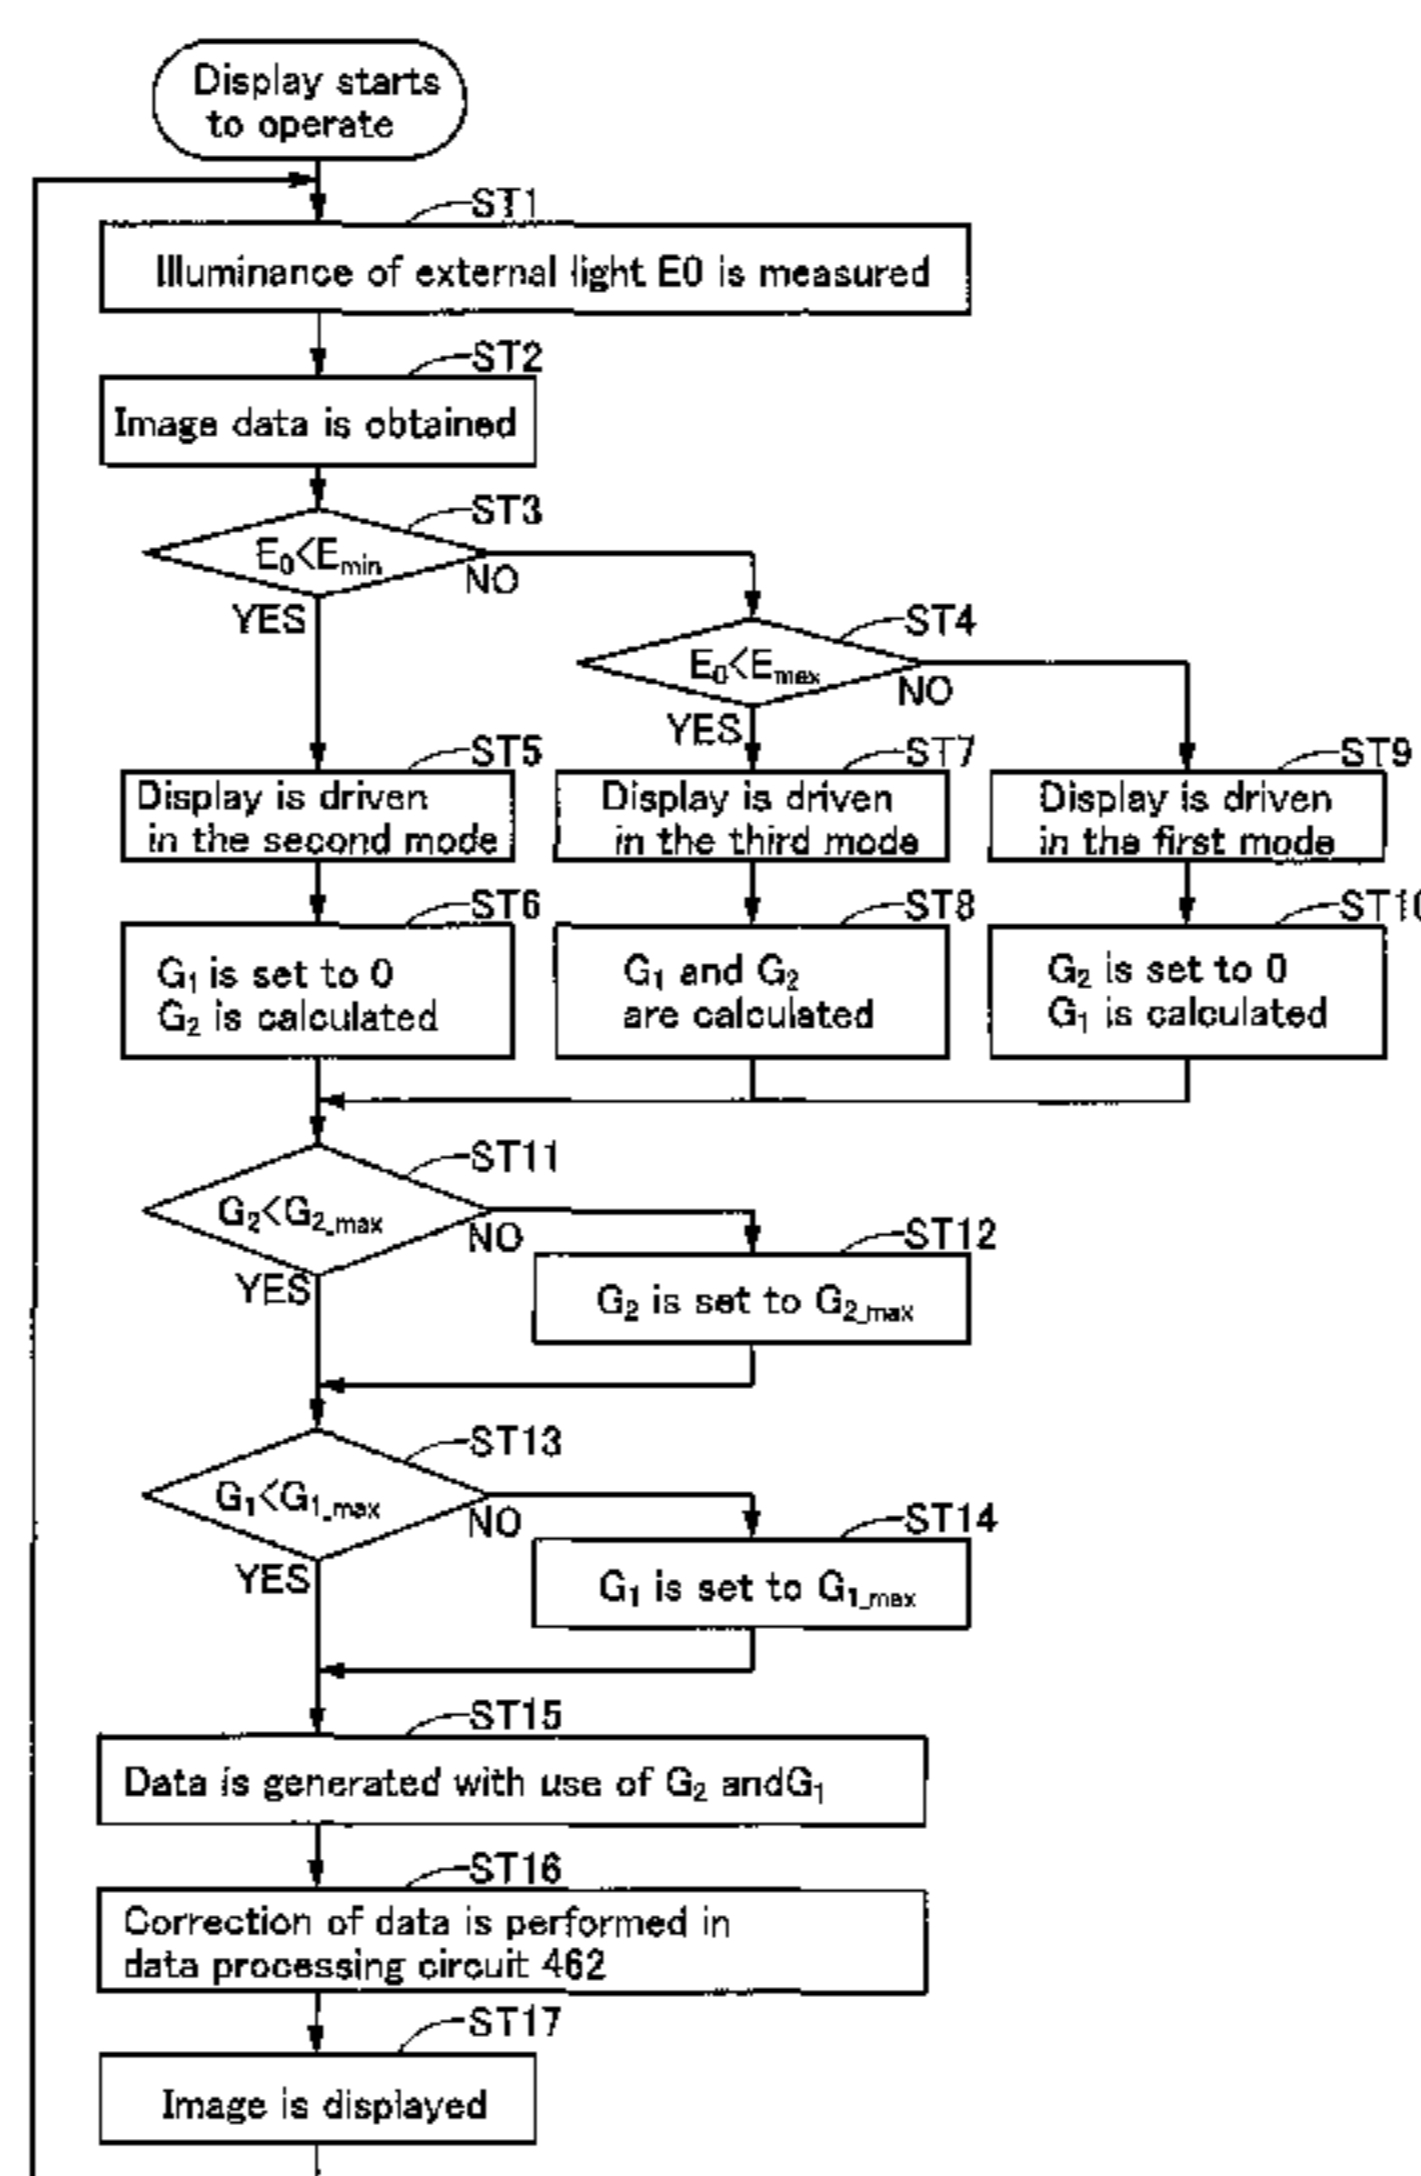 Display starts
to operate
ST1
Illuminance of external light E0 is measured
ST2
Image data is obtained
ST3
E₀<Eₘᵢₙ
NO
YES
ST4
E₀<Eₘₐₓ
NO
YES
ST5
Display is driven
in the second mode
ST7
Display is driven
in the third mode
ST9
Display is driven
in the first mode
ST6
G₁ is set to 0
G₂ is calculated
ST8
G₁ and G₂
are calculated
ST10
G₂ is set to 0
G₁ is calculated
ST11
G₂<G₂_max
NO
YES
ST12
G₂ is set to G₂_max
ST13
G₁<G₁_max
NO
YES
ST14
G₁ is set to G₁_max
ST15
Data is generated with use of G₂ andG₁
ST16
Correction of data is performed in
data processing circuit 462
ST17
Image is displayed